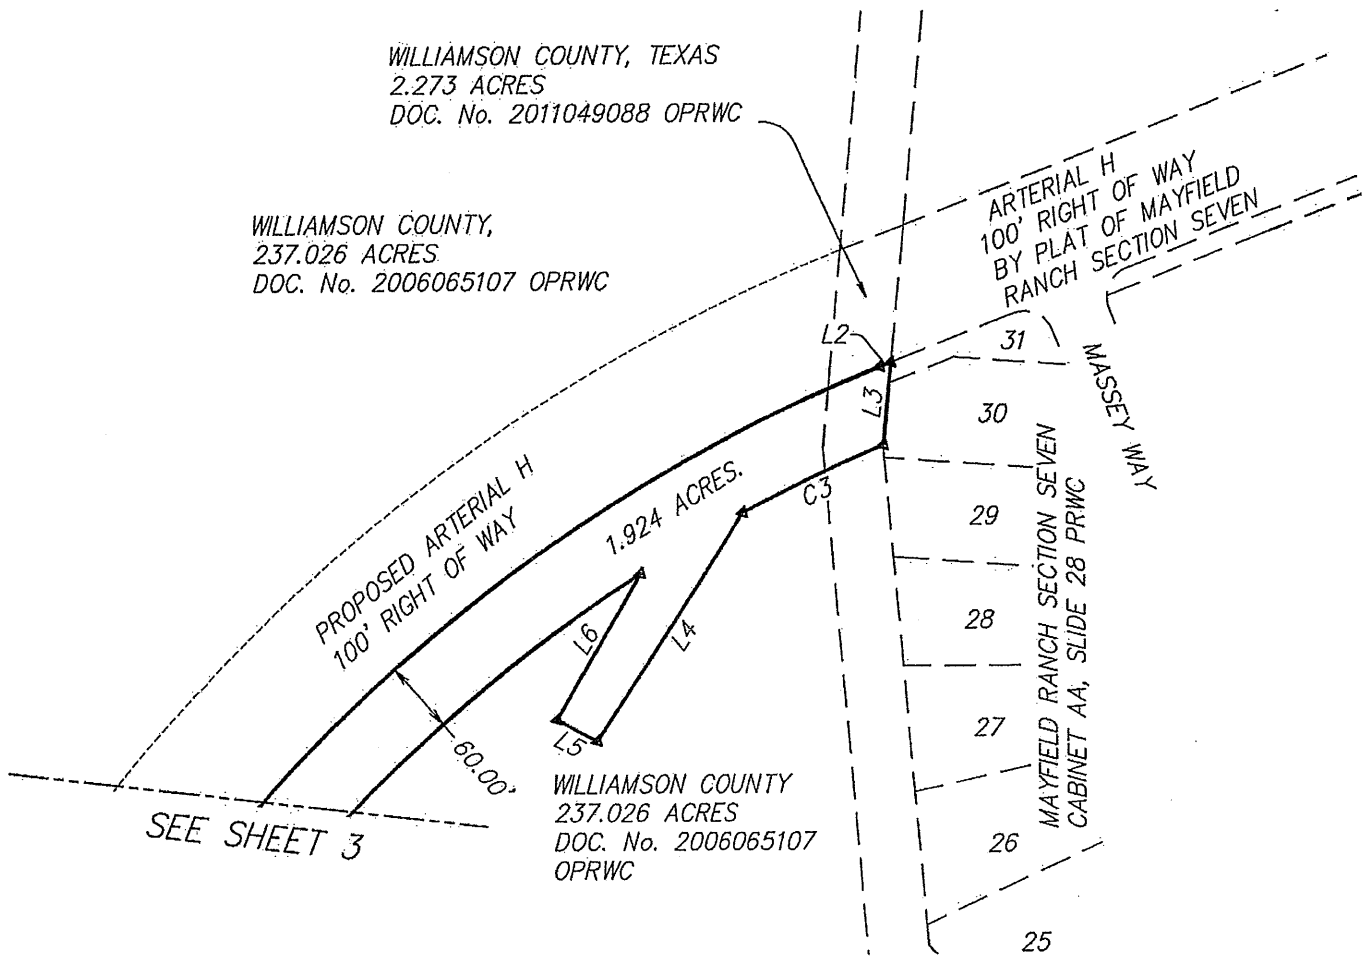 WILLIAMSON COUNTY, TEXAS
2.273 ACRES
DOC. No. 2011049088 OPRWC
WILLIAMSON COUNTY,
237.026 ACRES
DOC. No. 2006065107 OPRWC
ARTERIAL H
100' RIGHT OF WAY
BY PLAT OF MAYFIELD
RANCH SECTION SEVEN
L2
31
MASSEY WAY
L3
30
C3
29
28
27
26
25
MAYFIELD RANCH SECTION SEVEN
CABINET AA, SLIDE 28 PRWC
PROPOSED ARTERIAL H
100' RIGHT OF WAY
1.924 ACRES.
L6
L4
L5
60.00'
WILLIAMSON COUNTY
237.026 ACRES
DOC. No. 2006065107
OPRWC
SEE SHEET 3